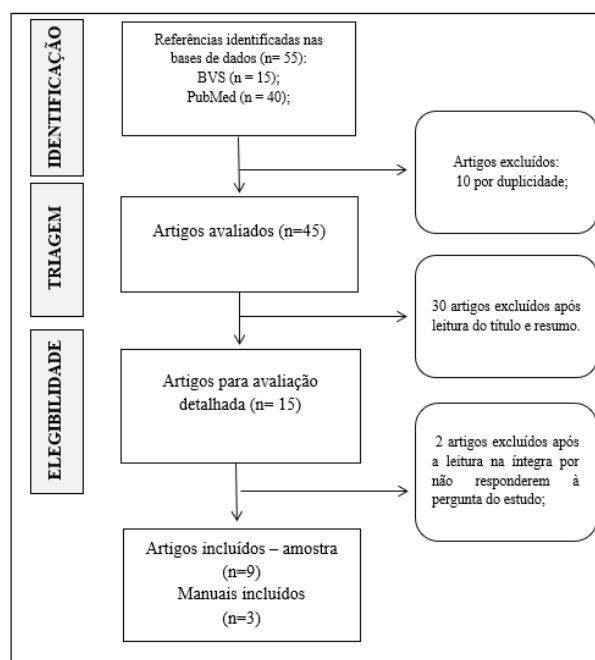 IDENTIFICAÇÃO
Referências identificadas nas
bases de dados (n= 55):
BVS (n = 15);
PubMed (n = 40);
Artigos excluídos:
10 por duplicidade;
TRIAGEM
Artigos avaliados (n=45)
30 artigos excluídos após
leitura do título e resumo.
ELEGIBILIDADE
Artigos para avaliação
detalhada (n= 15)
2 artigos excluídos após
a leitura na íntegra por
não responderem à
pergunta do estudo;
Artigos incluídos – amostra
(n=9)
Manuais incluídos
(n=3)